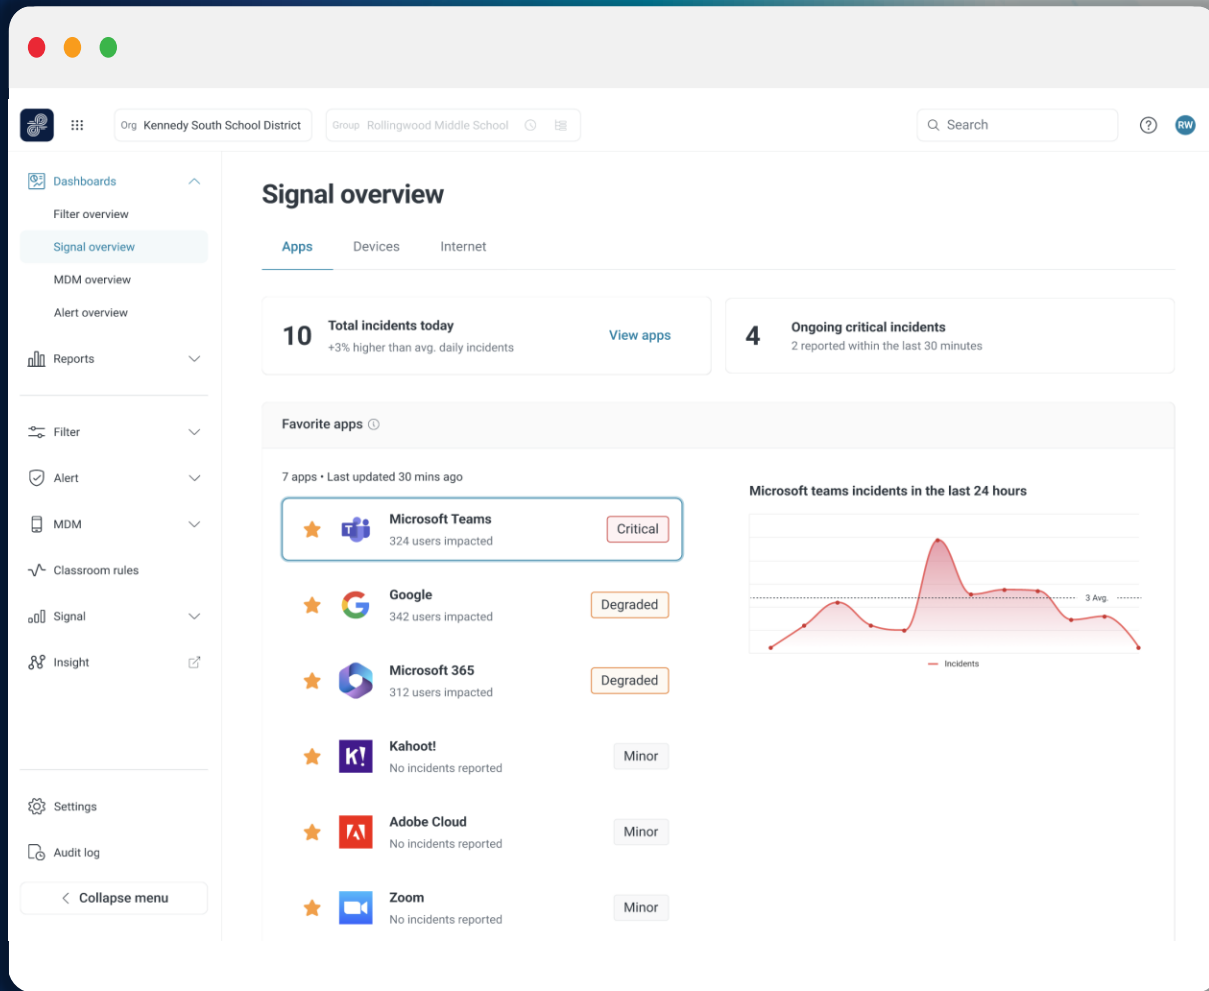 Org Kennedy South School District
Group Rollingwood Middle School
Search
RW
Dashboards
Filter overview
Signal overview
MDM overview
Alert overview
Reports
Filter
Alert
MDM
Classroom rules
Signal
Insight
Settings
Audit log
Collapse menu
Signal overview
Apps Devices Internet
10
Total incidents today
+3% higher than avg. daily incidents
View apps
4
Ongoing critical incidents
2 reported within the last 30 minutes
Favorite apps
7 apps • Last updated 30 mins ago
T
Microsoft Teams
324 users impacted
Critical
Google
342 users impacted
Degraded
Microsoft 365
312 users impacted
Degraded
K!
Kahoot!
No incidents reported
Minor
Adobe Cloud
No incidents reported
Minor
Zoom
No incidents reported
Minor
Microsoft teams incidents in the last 24 hours
3 Avg.
Incidents